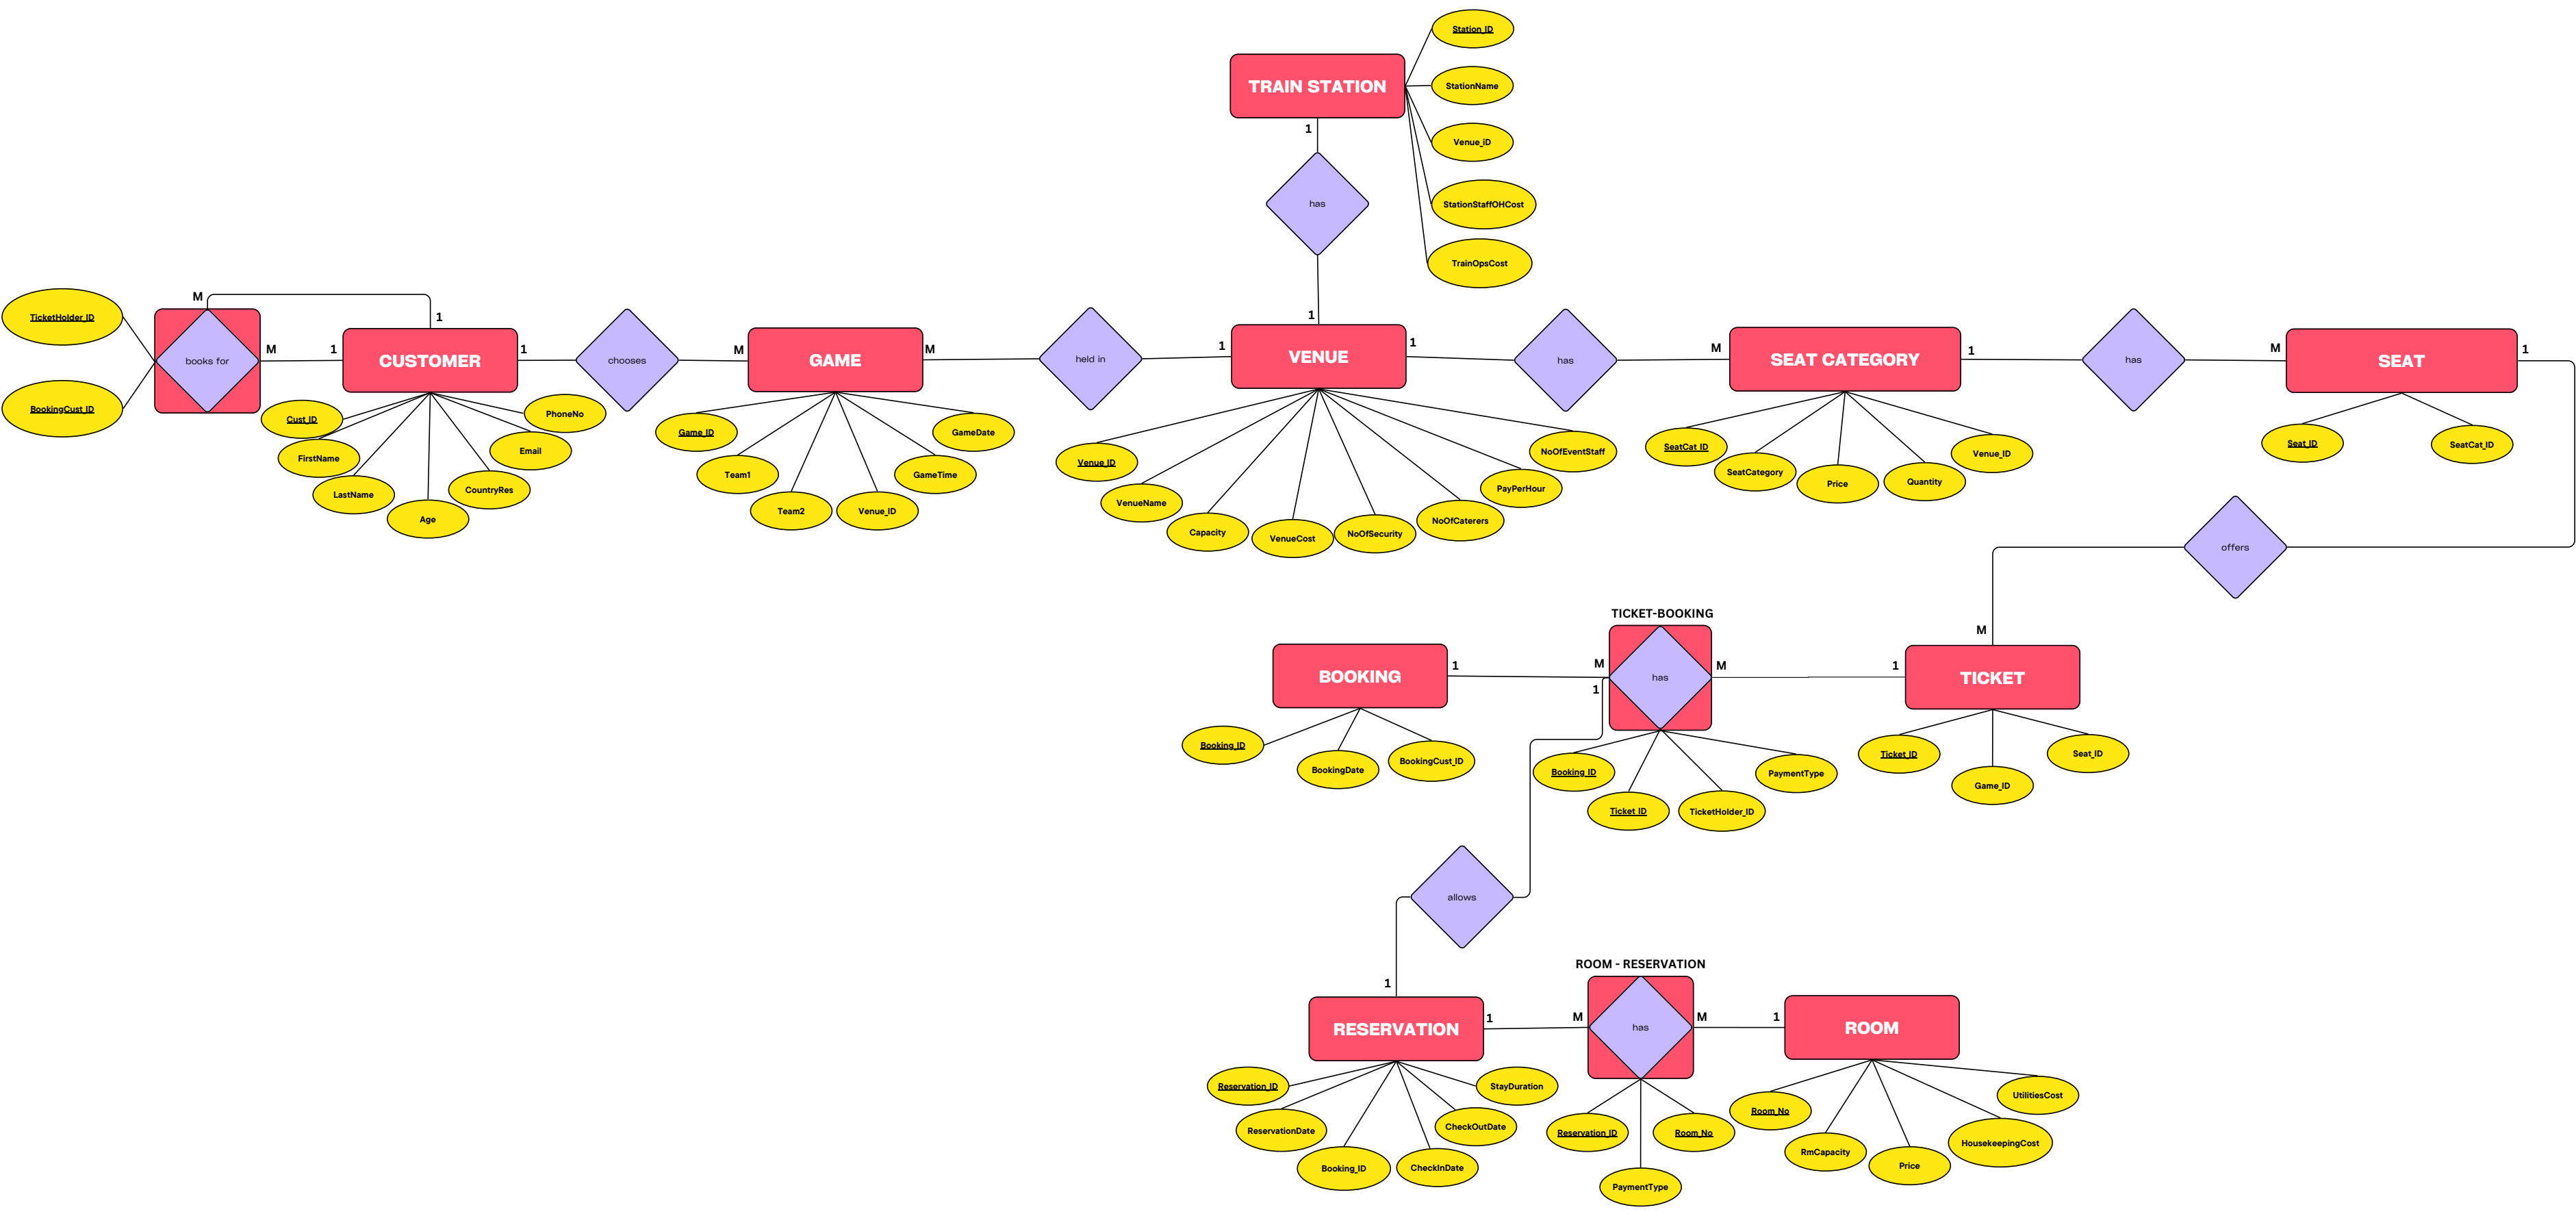 Station_ID
TRAIN STATION
StationName
1
Venue_iD
has
StationStaffOHCost
TrainOpsCost
M
TicketHolder_ID
1
1
books for
M
1
CUSTOMER
1
chooses
M
GAME
M
held in
1
VENUE
1
has
M
SEAT CATEGORY
1
has
M
SEAT
1
BookingCust_ID
Cust_ID
PhoneNo
FirstName
Email
LastName
CountryRes
Age
Game_ID
GameDate
Team1
GameTime
Team2
Venue_ID
Venue_ID
NoOfEventStaff
VenueName
PayPerHour
Capacity
NoOfCaterers
VenueCost
NoOfSecurity
SeatCat_ID
Venue_ID
SeatCategory
Quantity
Price
Seat_ID
SeatCat_ID
offers
TICKET-BOOKING
M
BOOKING
1
M
has
M
1
TICKET
1
Booking_ID
BookingDate
BookingCust_ID
Booking_ID
PaymentType
Ticket_ID
TicketHolder_ID
Ticket_ID
Seat_ID
Game_ID
allows
ROOM - RESERVATION
1
RESERVATION
1
M
has
M
1
ROOM
Reservation_ID
StayDuration
ReservationDate
CheckOutDate
Booking_ID
CheckInDate
Reservation_ID
Room_No
PaymentType
Room_No
UtilitiesCost
RmCapacity
HousekeepingCost
Price